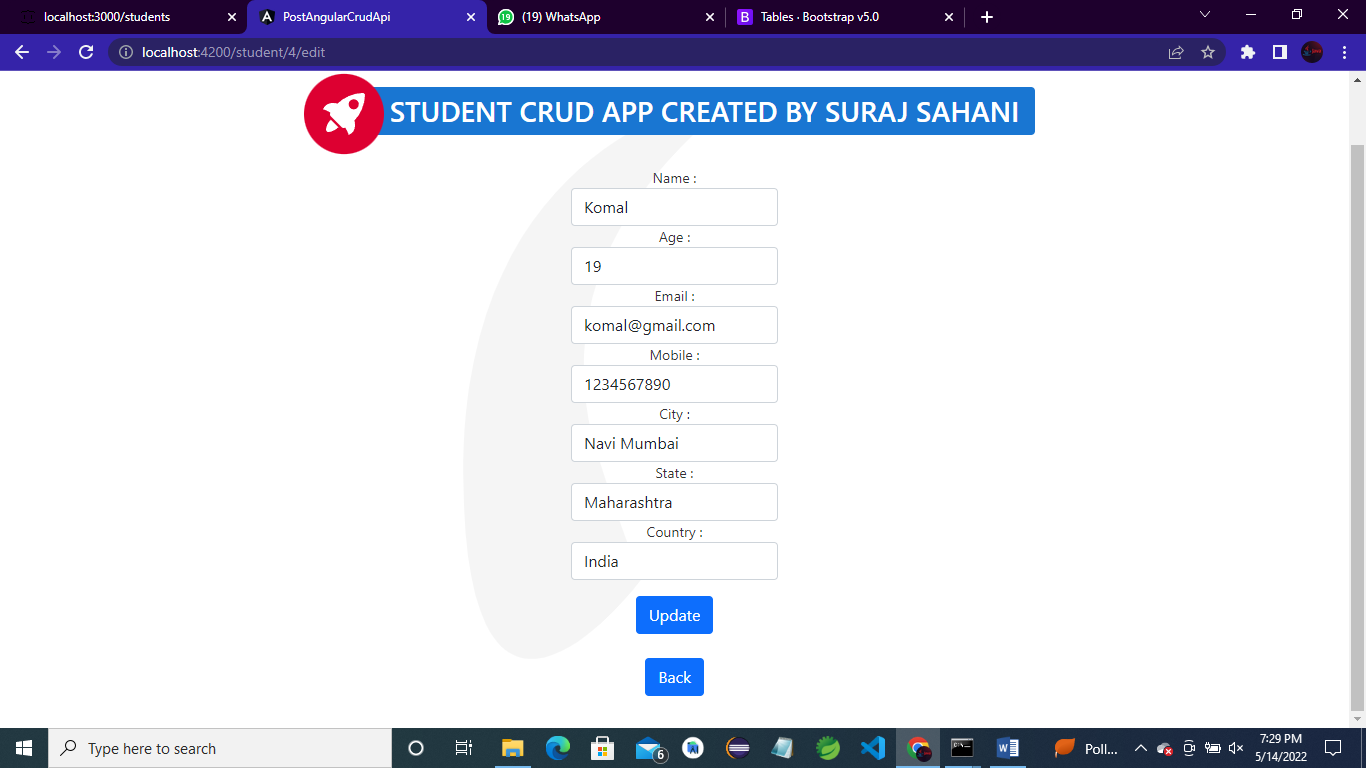 localhost:3000/students
PostAngularCrudApi
19
(19) WhatsApp
B
Tables · Bootstrap v5.0
localhost:4200/student/4/edit
STUDENT CRUD APP CREATED BY SURAJ SAHANI
Name :
Komal
Age :
19
Email :
komal@gmail.com
Mobile :
1234567890
City :
Navi Mumbai
State :
Maharashtra
Country :
India
Update
Back
Type here to search
6
Poll...
7:29 PM
5/14/2022